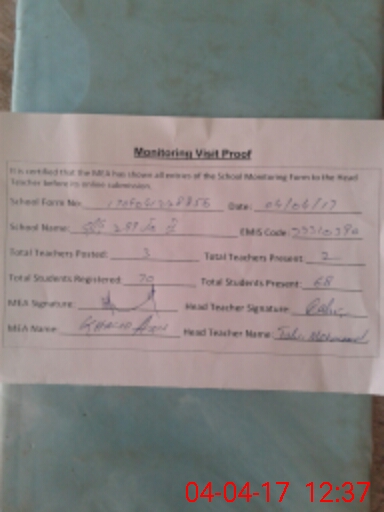 Monitoring Visit Proof
It is certified that the MEA has shown all entries of the School Monitoring Form to the Head
Teacher before its online submission.
School Form No: Date: 04/04/17
School Name: EMIS Code:
Total Teachers Posted: 3 Total Teachers Present: 2
Total Students Registered: 70 Total Students Present: 68
MEA Signature: Head Teacher Signature:
MEA Name: Head Teacher Name:
04-04-17 12:37